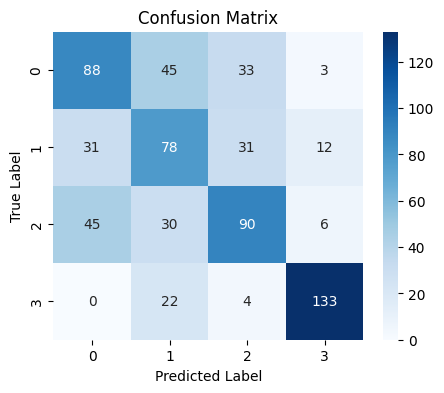 Confusion Matrix
True Label
0 88 45 33 3
1 31 78 31 12
2 45 30 90 6
3 0 22 4 133
0 1 2 3
Predicted Label
120
100
80
60
40
20
0